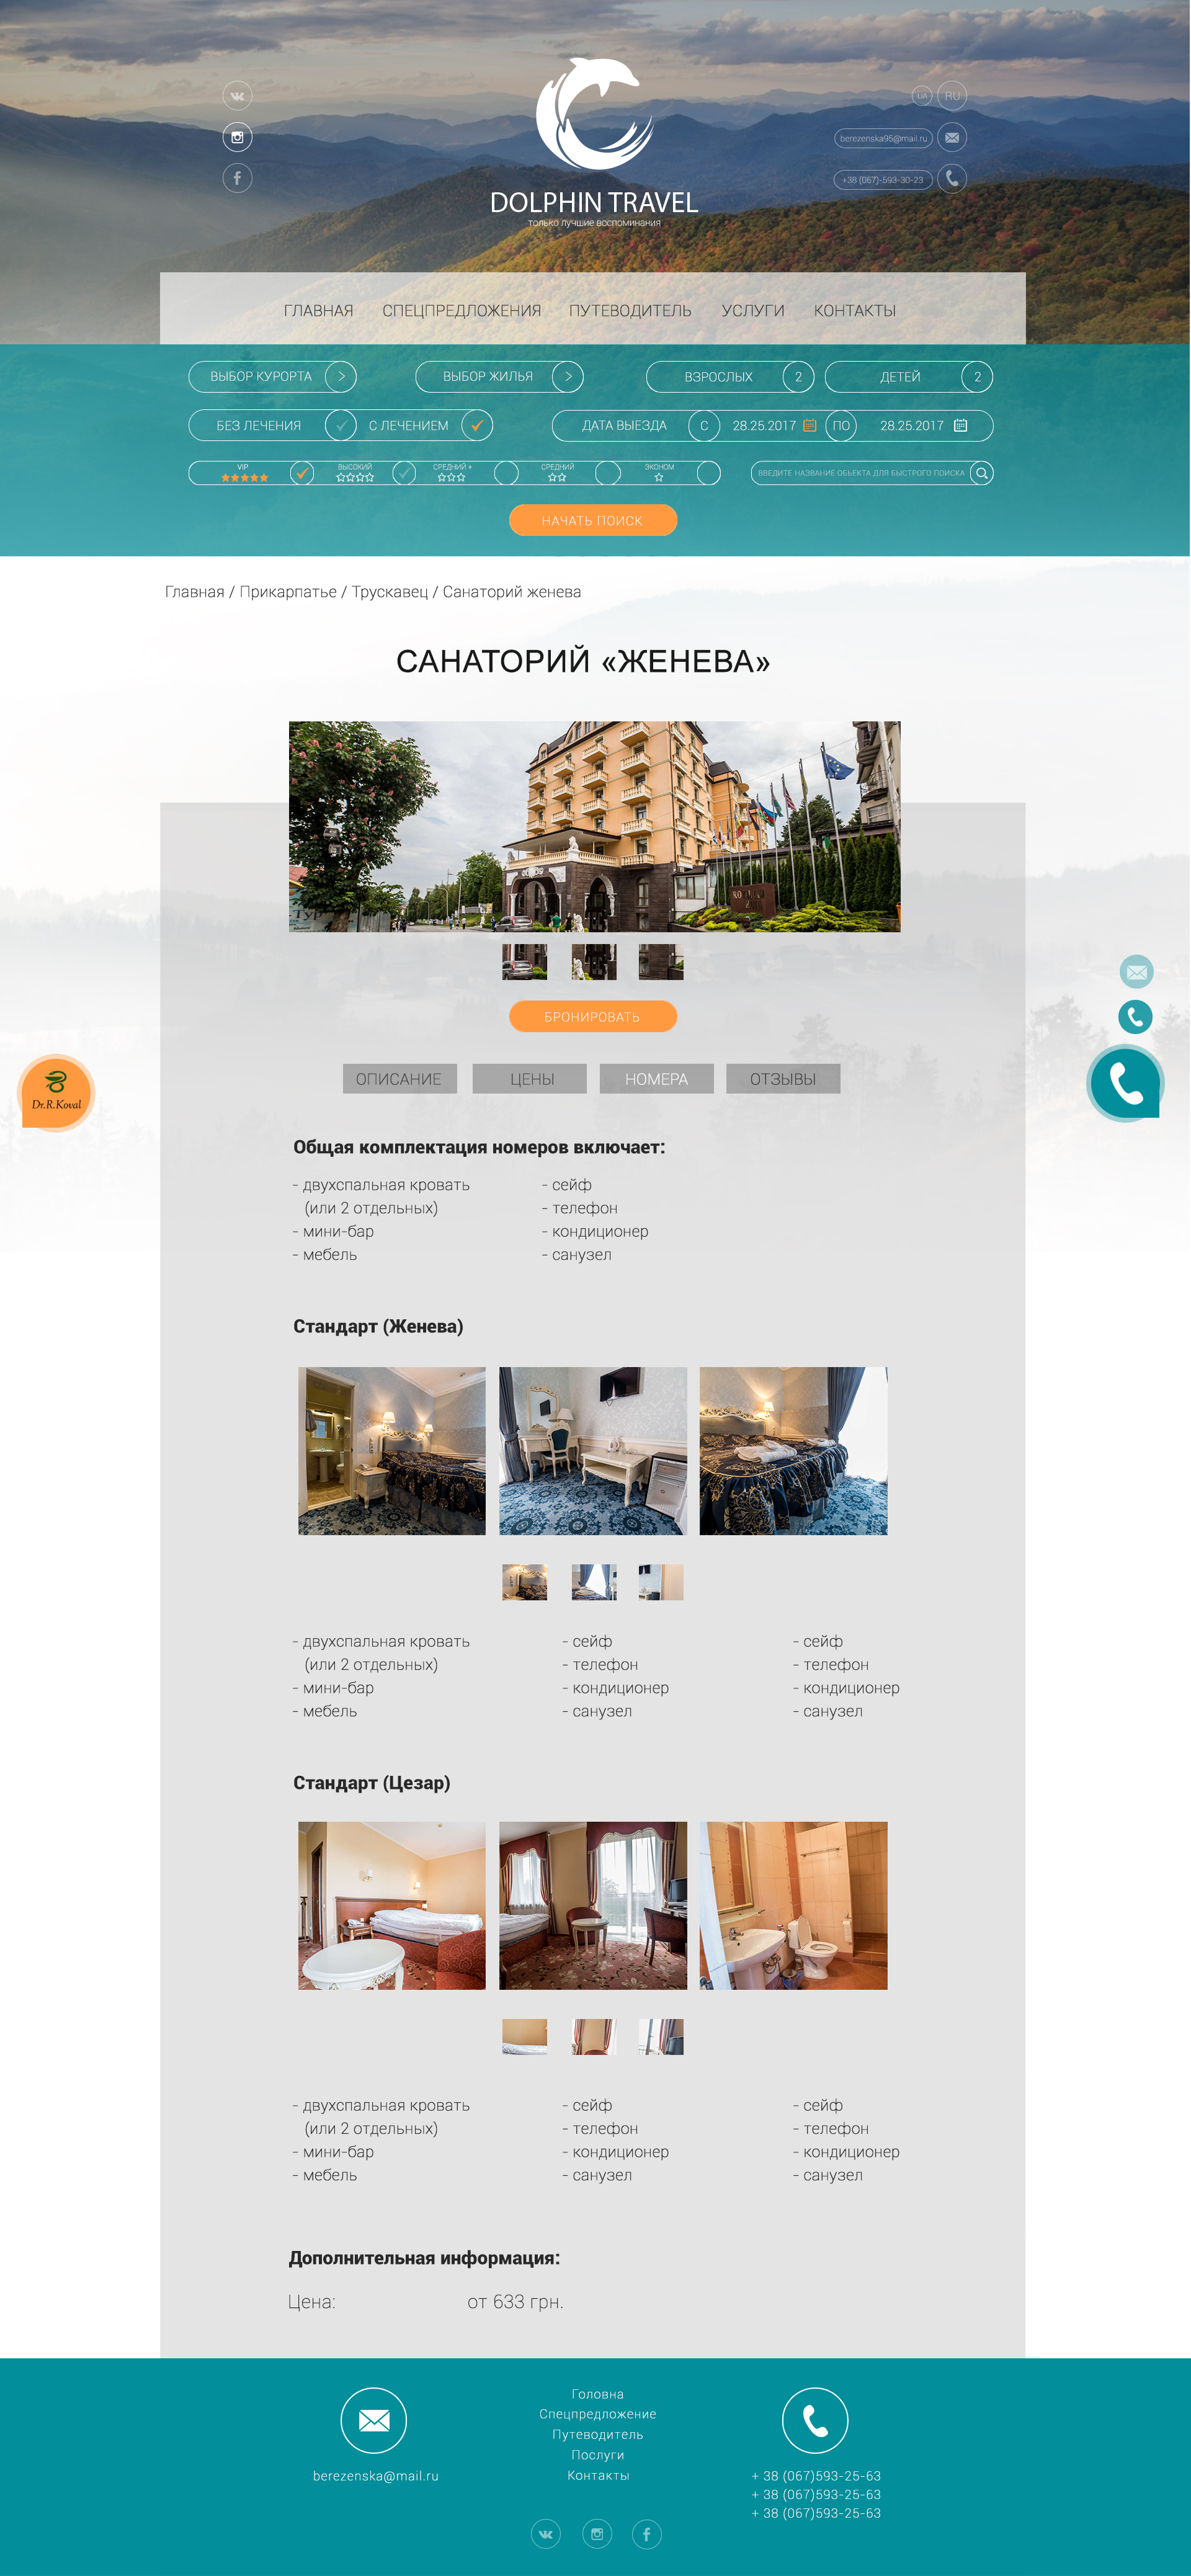 UA RU
berezenska95@mail.ru
+38 (067)-593-30-23
DOLPHIN TRAVEL
только лучшие воспоминания
ГЛАВНАЯ СПЕЦПРЕДЛОЖЕНИЯ ПУТЕВОДИТЕЛЬ УСЛУГИ КОНТАКТЫ
ВЫБОР КУРОРТА > ВЫБОР ЖИЛЬЯ > ВЗРОСЛЫХ 2 ДЕТЕЙ 2
БЕЗ ЛЕЧЕНИЯ С ЛЕЧЕНИЕМ ДАТА ВЫЕЗДА С 28.25.2017 ПО 28.25.2017
VIP ВЫСОКИЙ СРЕДНИЙ + СРЕДНИЙ ЭКОНОМ
ВВЕДИТЕ НАЗВАНИЕ ОБЬЕКТА ДЛЯ БЫСТРОГО ПОИСКА
НАЧАТЬ ПОИСК
Главная / Прикарпатье / Трускавец / Санаторий женева
САНАТОРИЙ «ЖЕНЕВА»
ТУР
БРОНИРОВАТЬ
Dr.R.Koval
ОПИСАНИЕ ЦЕНЫ НОМЕРА ОТЗЫВЫ
Общая комплектация номеров включает:
- двухспальная кровать - сейф
(или 2 отдельных) - телефон
- мини-бар - кондиционер
- мебель - санузел
Стандарт (Женева)
- двухспальная кровать - сейф - сейф
(или 2 отдельных) - телефон - телефон
- мини-бар - кондиционер - кондиционер
- мебель - санузел - санузел
Стандарт (Цезар)
- двухспальная кровать - сейф - сейф
(или 2 отдельных) - телефон - телефон
- мини-бар - кондиционер - кондиционер
- мебель - санузел - санузел
Дополнительная информация:
Цена: от 633 грн.
Головна
Спецпредложение
Путеводитель
Послуги
Контакты
berezenska@mail.ru
+ 38 (067)593-25-63
+ 38 (067)593-25-63
+ 38 (067)593-25-63